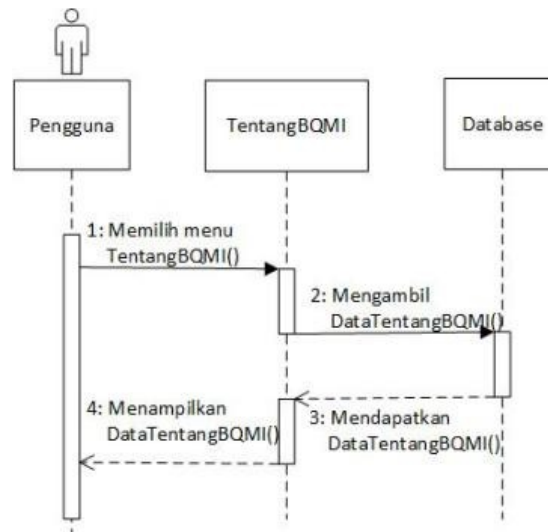 Pengguna
TentangBQMI
Database
1: Memilih menu
TentangBQMI()
2: Mengambil
DataTentangBQMI()
3: Mendapatkan
DataTentangBQMI()
4: Menampilkan
DataTentangBQMI()